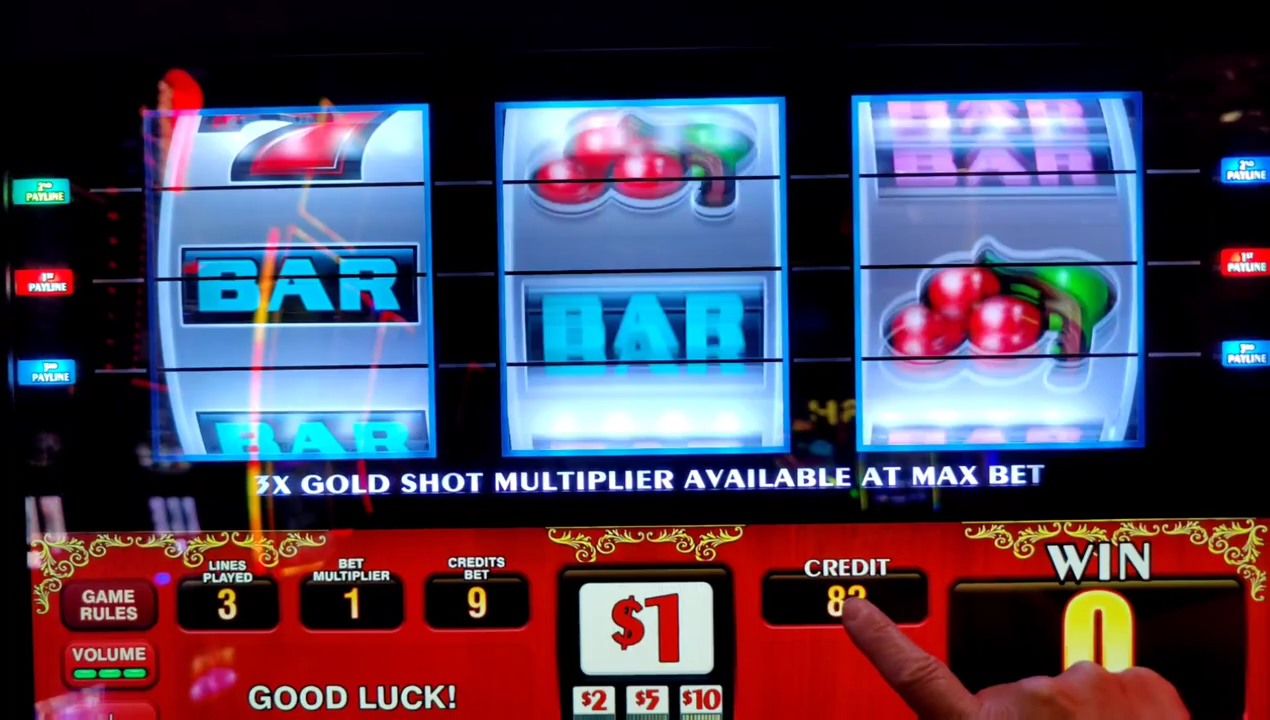 BAR
BAR
2ND PAYLINE
2ND PAYLINE
1ST PAYLINE
BAR
1ST PAYLINE
BAR
PAYLINE
PAYLINE
BAR
3X GOLD SHOT MULTIPLIER AVAILABLE AT MAX BET
GAME
RULES
LINES
PLAYED
3
BET
MULTIPLIER
1
CREDITS
BET
9
$1
CREDIT
WIN
0
VOLUME
GOOD LUCK!
$2 $5 $10